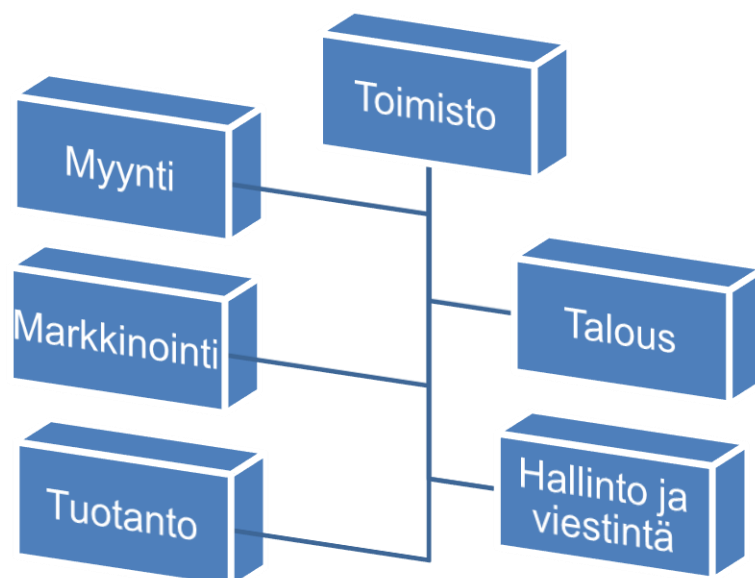 Toimisto
Myynti
Markkinointi
Talous
Tuotanto
Hallinto ja
viestintä